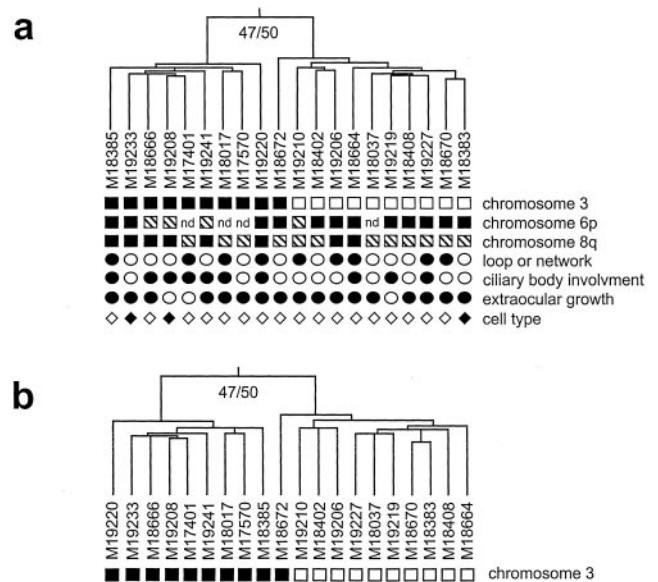 a
47/50
M18385 M19233 M18666 M19208 M17401 M19241 M18017 M17570 M19220 M18672 M19210 M18402 M19206 M18664 M18037 M19219 M18408 M19227 M18670 M18383
chromosome 3
nd nd nd nd chromosome 6p
chromosome 8q
loop or network
ciliary body involvment
extraocular growth
cell type
b
47/50
M19220 M19233 M18666 M19208 M17401 M19241 M18017 M17570 M18385 M18672 M19210 M18402 M19206 M19227 M18037 M19219 M18670 M18383 M18408 M18664
chromosome 3